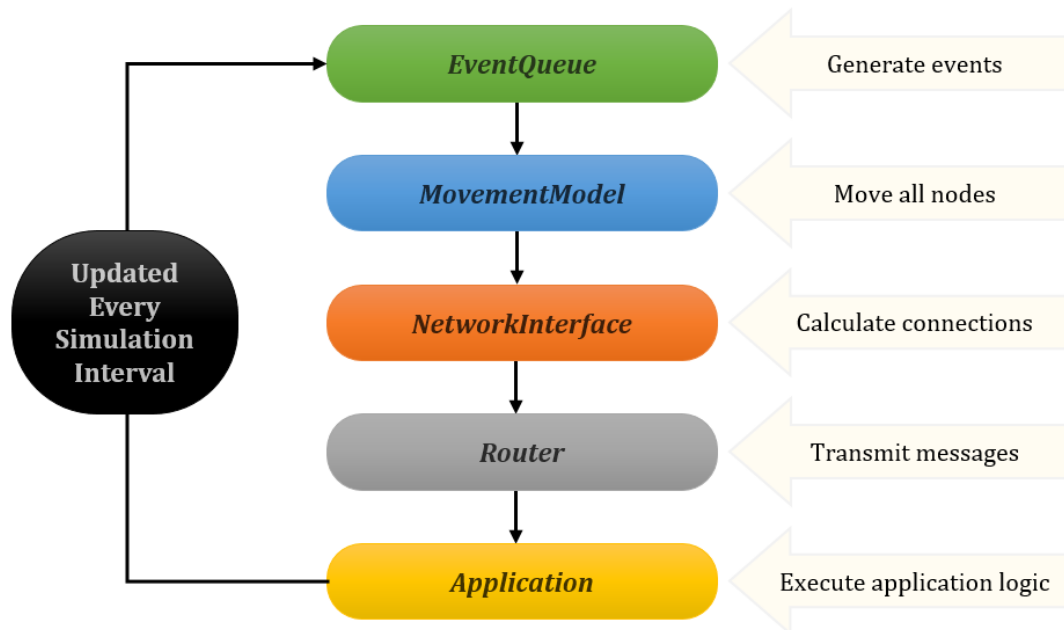 EventQueue
Generate events
MovementModel
Move all nodes
Updated
Every
Simulation
Interval
NetworkInterface
Calculate connections
Router
Transmit messages
Application
Execute application logic